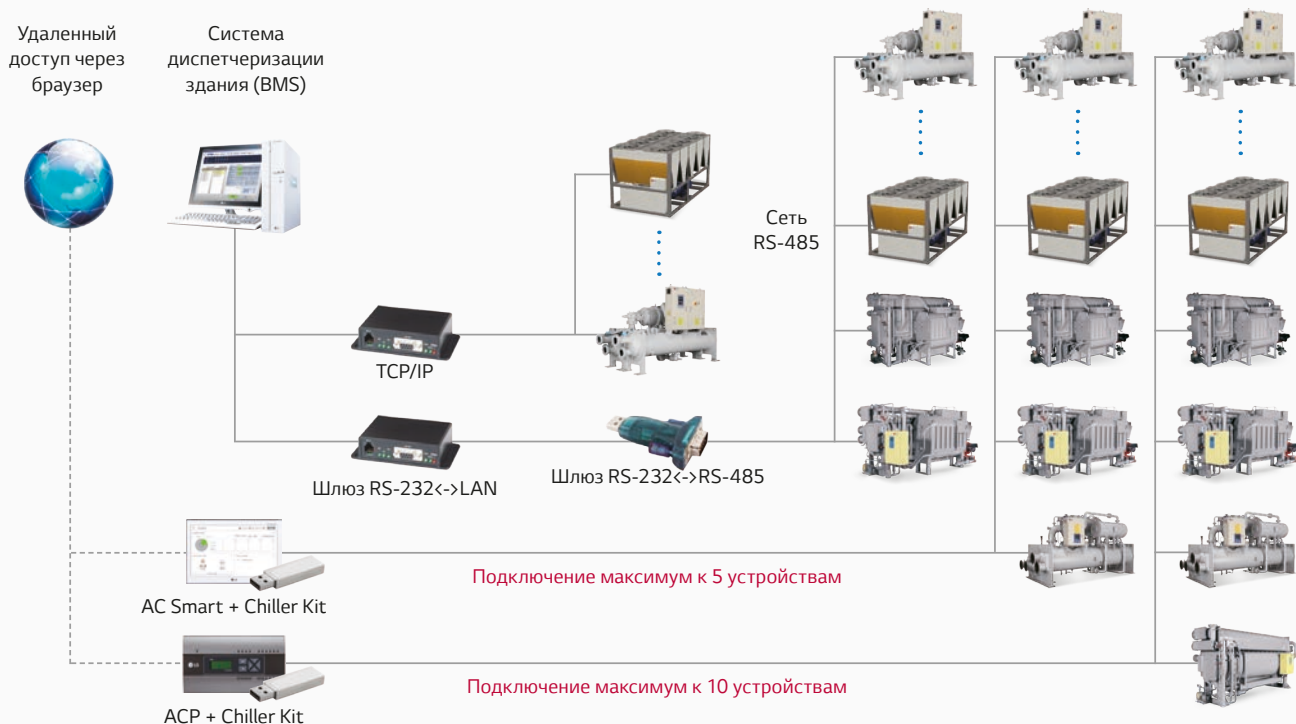 Удаленный
доступ через
браузер
Система
диспетчеризации
здания (BMS)
Сеть
RS-485
TCP/IP
Шлюз RS-232<->LAN
Шлюз RS-232<->RS-485
Подключение максимум к 5 устройствам
AC Smart + Chiller Kit
Подключение максимум к 10 устройствам
ACP + Chiller Kit